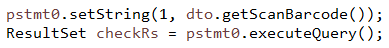 pstmt0.setString(1, dto.getScanBarcode());
ResultSet checkRs = pstmt0.executeQuery();